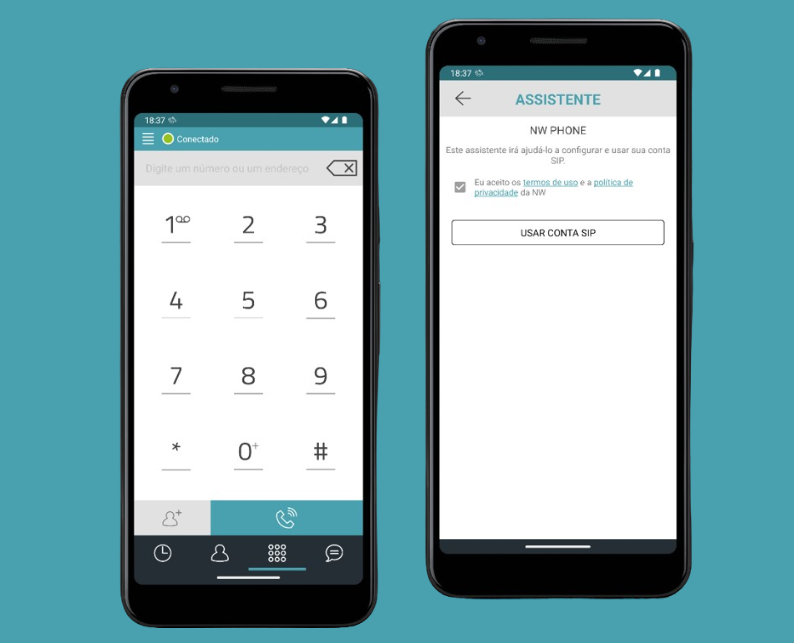 18:37
Conectado
Digite um número ou um endereço
1 2 3
4 5 6
7 8 9
* 0+ #
18:37
ASSISTENTE
NW PHONE
Este assistente irá ajudá-lo a configurar e usar sua conta
SIP.
Eu aceito os termos de uso e a política de
privacidade da NW
USAR CONTA SIP